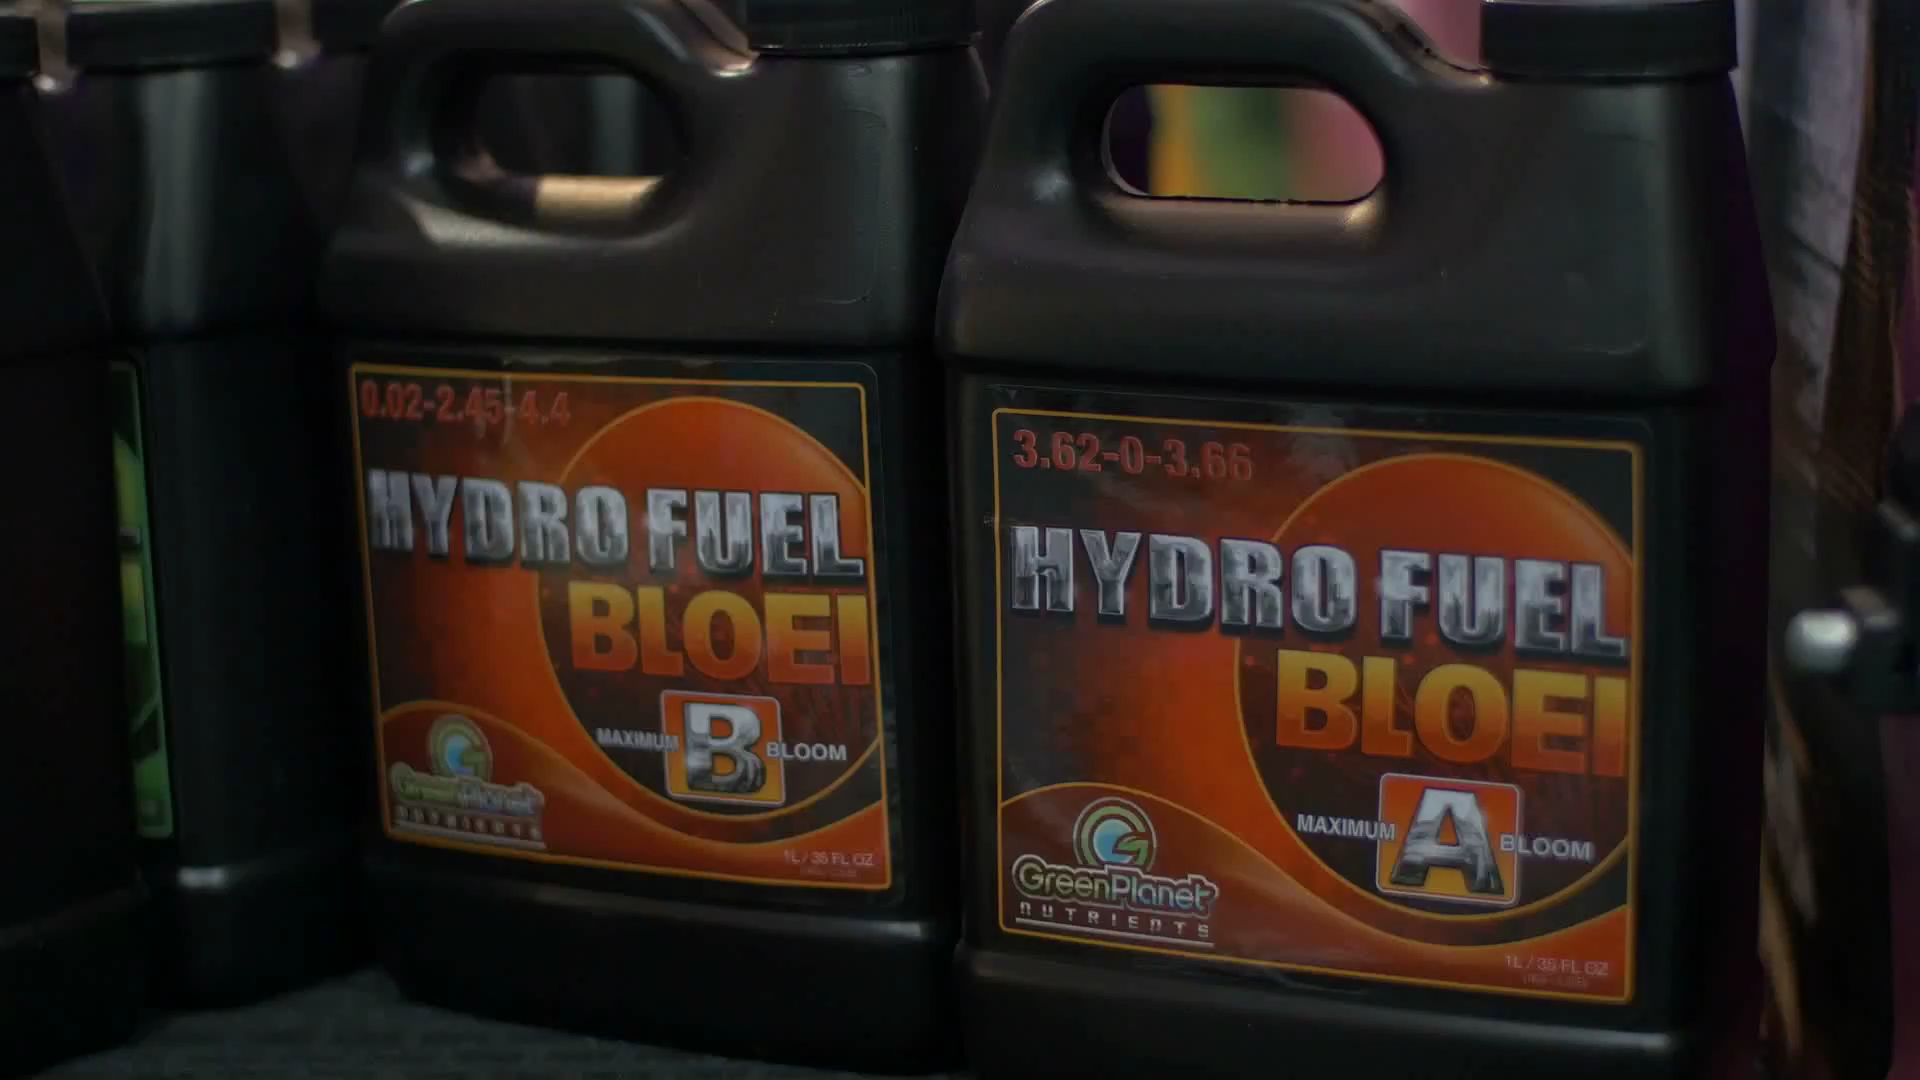 0.02-2.45-4.4
HYDRO FUEL
BLOEI
MAXIMUM B BLOOM
GreenPlanet
NUTRIENTS
1L / 35 FL OZ
3.62-0-3.66
HYDRO FUEL
BLOEI
MAXIMUM A BLOOM
GreenPlanet
NUTRIENTS
1L / 35 FL OZ